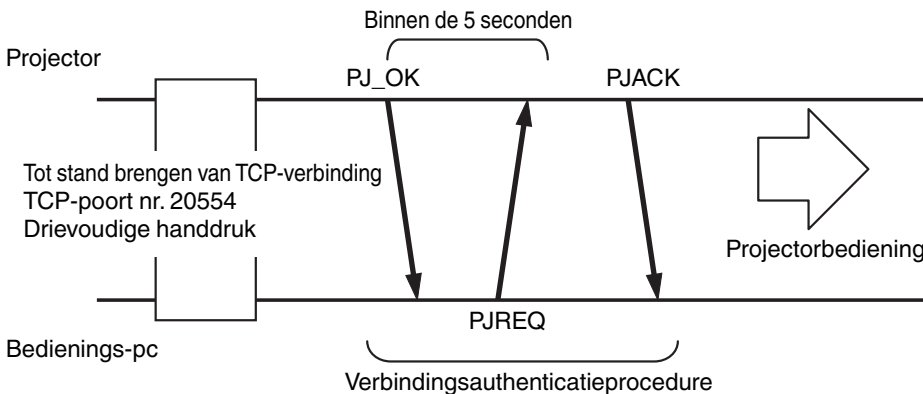 Binnen de 5 seconden
Projector
PJ_OK
PJACK
Tot stand brengen van TCP-verbinding
TCP-poort nr. 20554
Drievoudige handdruk
Projectorbediening
PJREQ
Bedienings-pc
Verbindingsauthenticatieprocedure